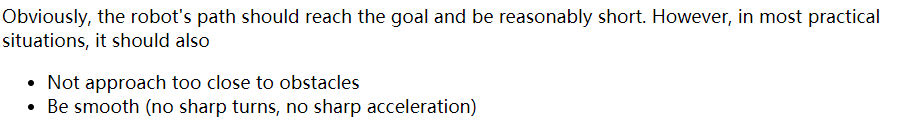 Obviously, the robot's path should reach the goal and be reasonably short. However, in most practical
situations, it should also
• Not approach too close to obstacles
• Be smooth (no sharp turns, no sharp acceleration)